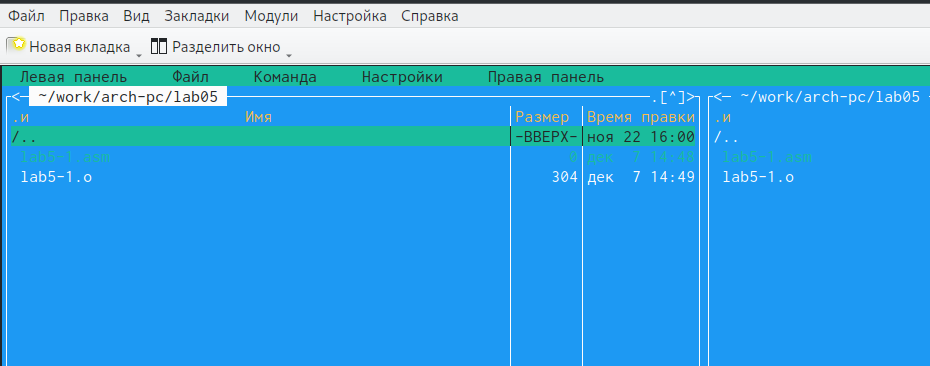 Файл Правка Вид Закладки Модули Настройка Справка
Новая вкладка Разделить окно
Левая панель Файл Команда Настройки Правая панель
<─ ~/work/arch-pc/lab05 .[^]> <─ ~/work/arch-pc/lab05
.и Имя Размер Время правки .и
/.. -ВВЕРХ- ноя 22 16:00 /..
lab5-1.asm 0 дек 7 14:48 lab5-1.asm
lab5-1.o 304 дек 7 14:49 lab5-1.o